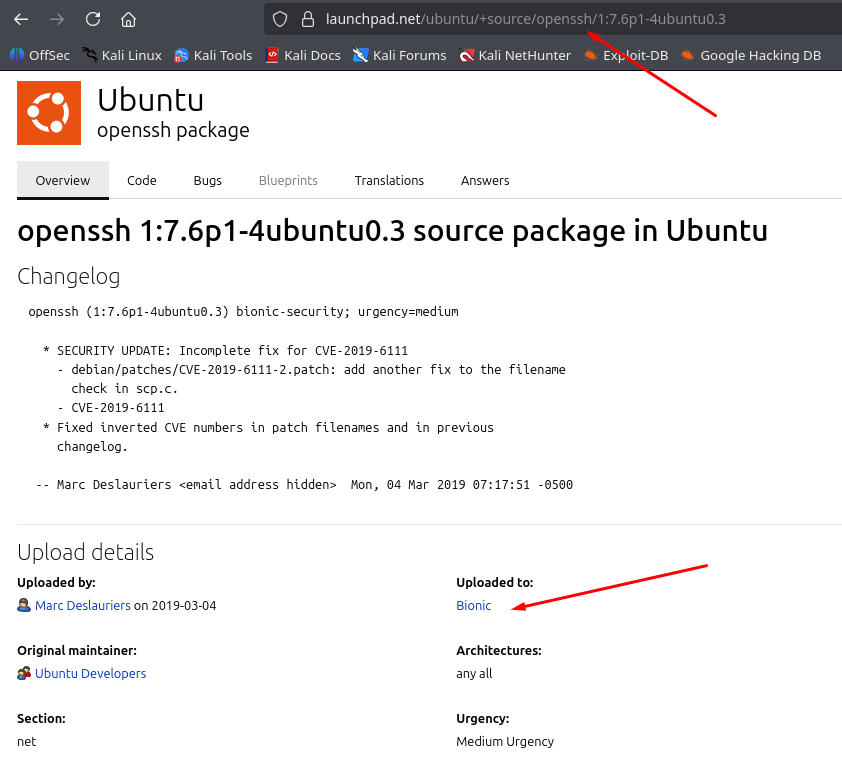 launchpad.net/ubuntu/+source/openssh/1:7.6p1-4ubuntu0.3
OffSec Kali Linux Kali Tools Kali Docs Kali Forums Kali NetHunter Exploit-DB Google Hacking DB
Ubuntu
openssh package
Overview Code Bugs Blueprints Translations Answers
openssh 1:7.6p1-4ubuntu0.3 source package in Ubuntu
Changelog
openssh (1:7.6p1-4ubuntu0.3) bionic-security; urgency=medium
* SECURITY UPDATE: Incomplete fix for CVE-2019-6111
- debian/patches/CVE-2019-6111-2.patch: add another fix to the filename
check in scp.c.
- CVE-2019-6111
* Fixed inverted CVE numbers in patch filenames and in previous
changelog.
-- Marc Deslauriers <email address hidden>  Mon, 04 Mar 2019 07:17:51 -0500
Upload details
Uploaded by:
Marc Deslauriers on 2019-03-04
Uploaded to:
Bionic
Original maintainer:
Ubuntu Developers
Architectures:
any all
Section:
net
Urgency:
Medium Urgency